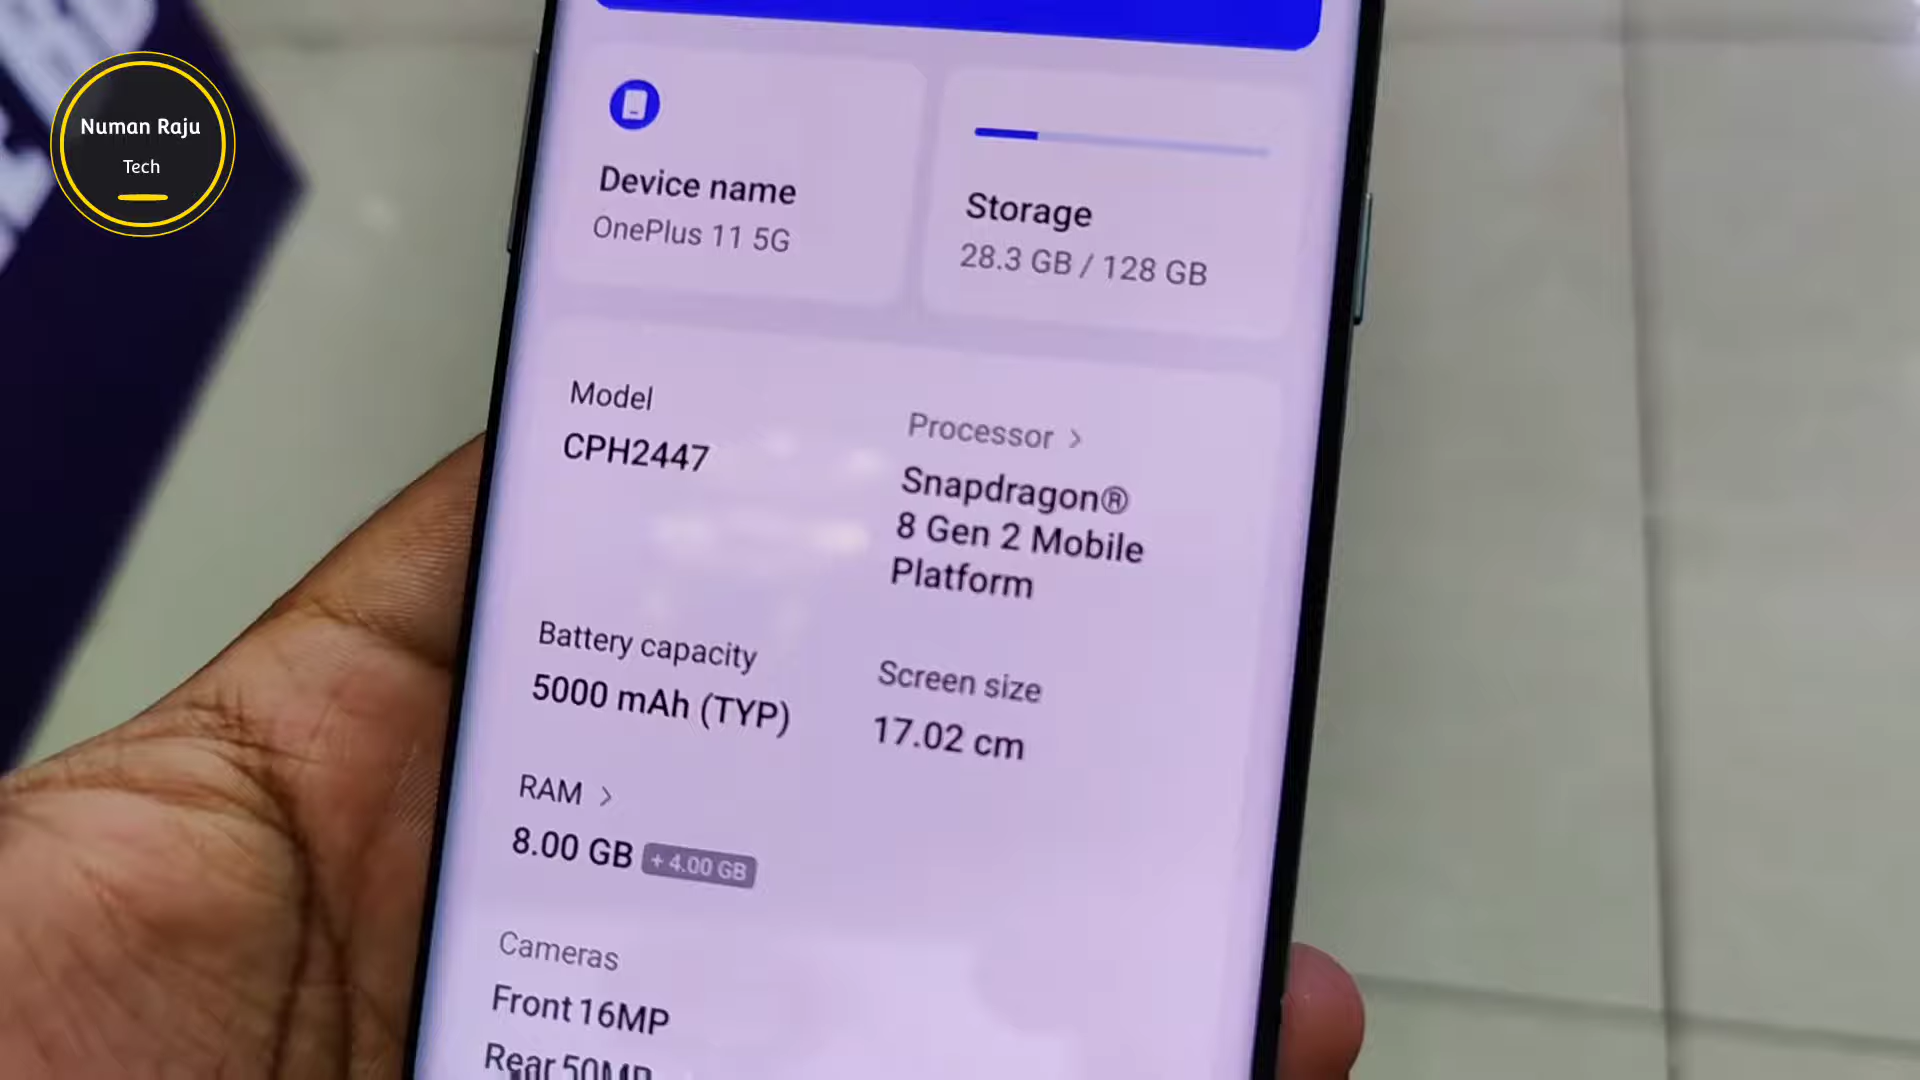 Numan Raju
Tech
Device name
OnePlus 11 5G
Storage
28.3 GB / 128 GB
Model
CPH2447
Processor >
Snapdragon®
8 Gen 2 Mobile
Platform
Battery capacity
5000 mAh (TYP)
Screen size
17.02 cm
RAM >
8.00 GB + 4.00 GB
Cameras
Front 16MP
Rear 50MP